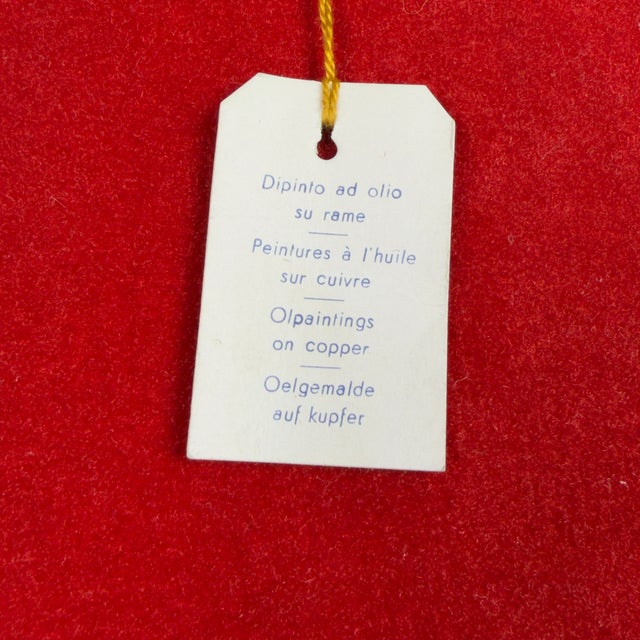 Dipinto ad olio
su rame
Peintures à l'huile
sur cuivre
Olpaintings
on copper
Oelgemalde
auf kupfer